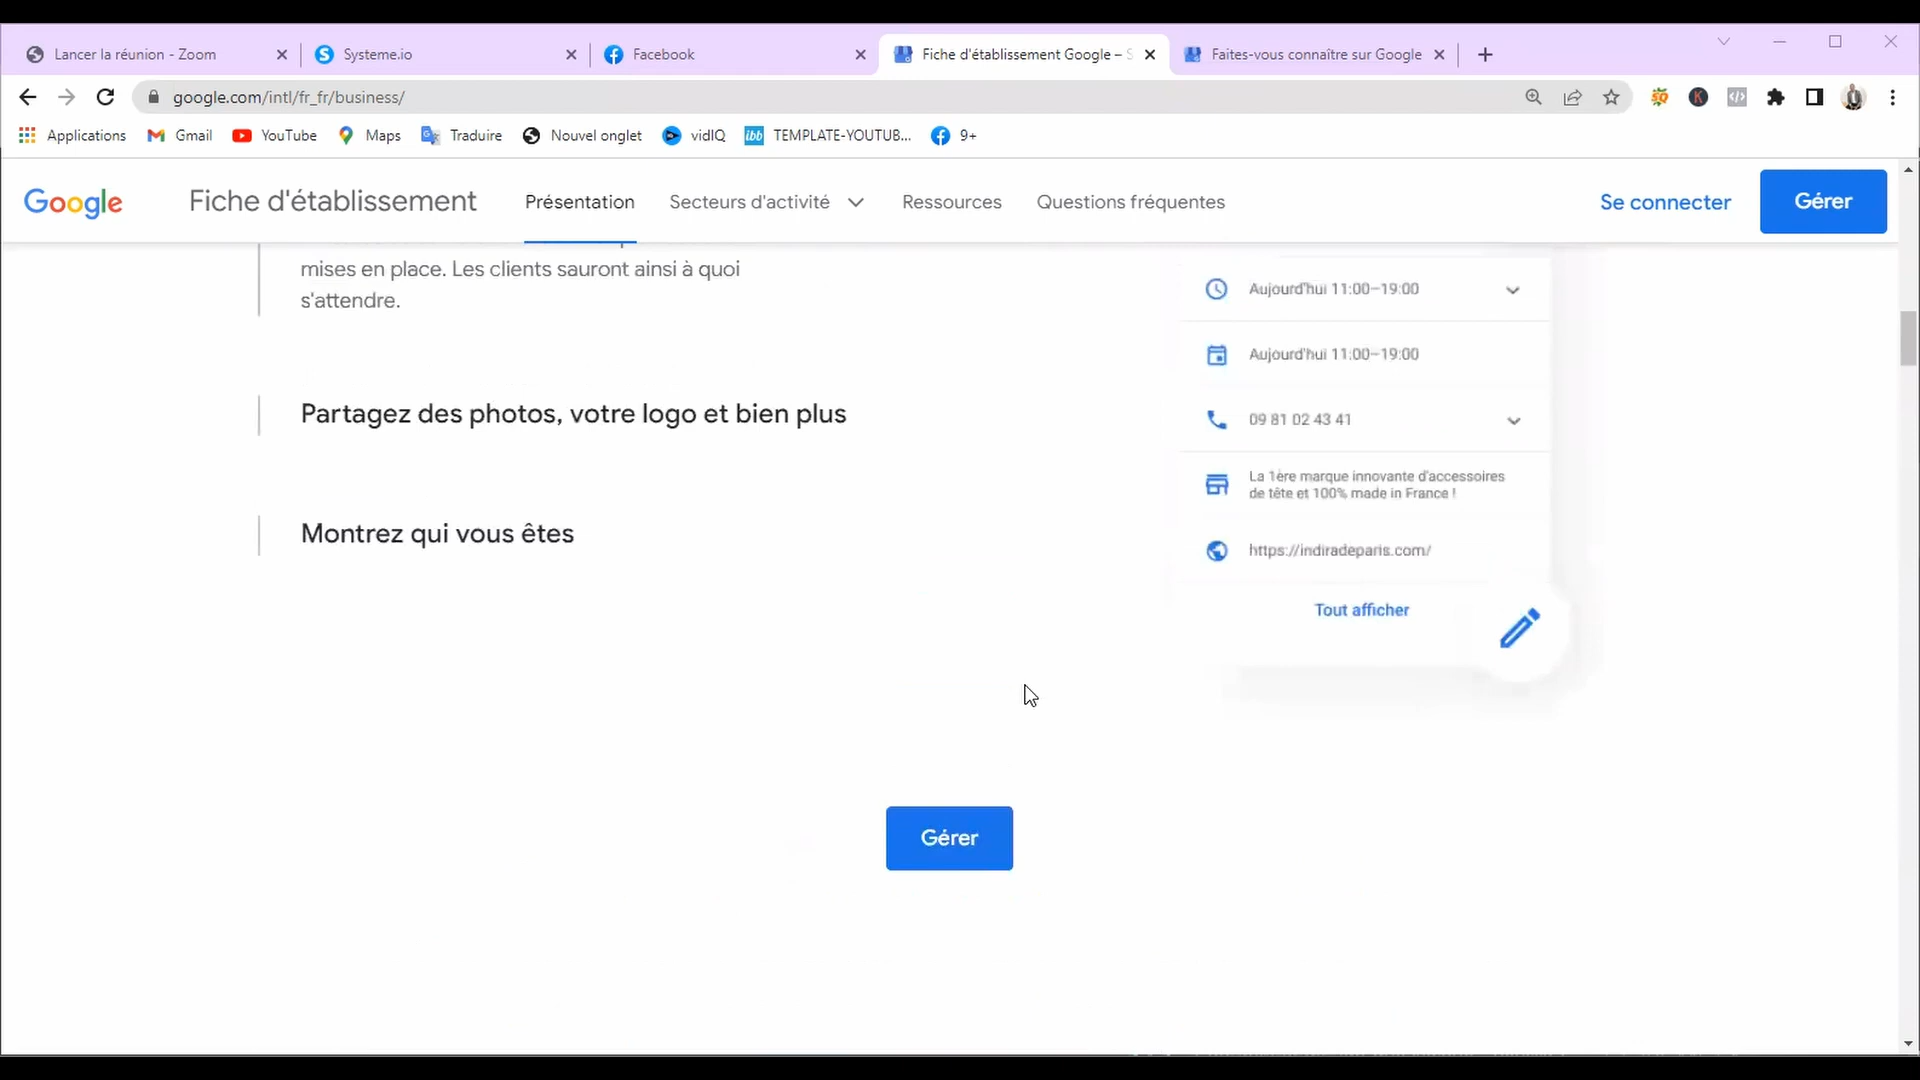 Lancer la réunion - Zoom
Systeme.io
Facebook
Fiche d'établissement Google –
Faites-vous connaître sur Google
google.com/intl/fr_fr/business/
Applications
Gmail
YouTube
Maps
Traduire
Nouvel onglet
vidIQ
ibb TEMPLATE-YOUTUB...
9+
Google
Fiche d'établissement
Présentation
Secteurs d'activité
Ressources
Questions fréquentes
Se connecter
Gérer
mises en place. Les clients sauront ainsi à quoi
s'attendre.
Partagez des photos, votre logo et bien plus
Montrez qui vous êtes
Aujourd'hui 11:00–19:00
Aujourd'hui 11:00–19:00
09 81 02 43 41
La 1ère marque innovante d'accessoires
de tête et 100% made in France !
https://indiradeparis.com/
Tout afficher
Gérer